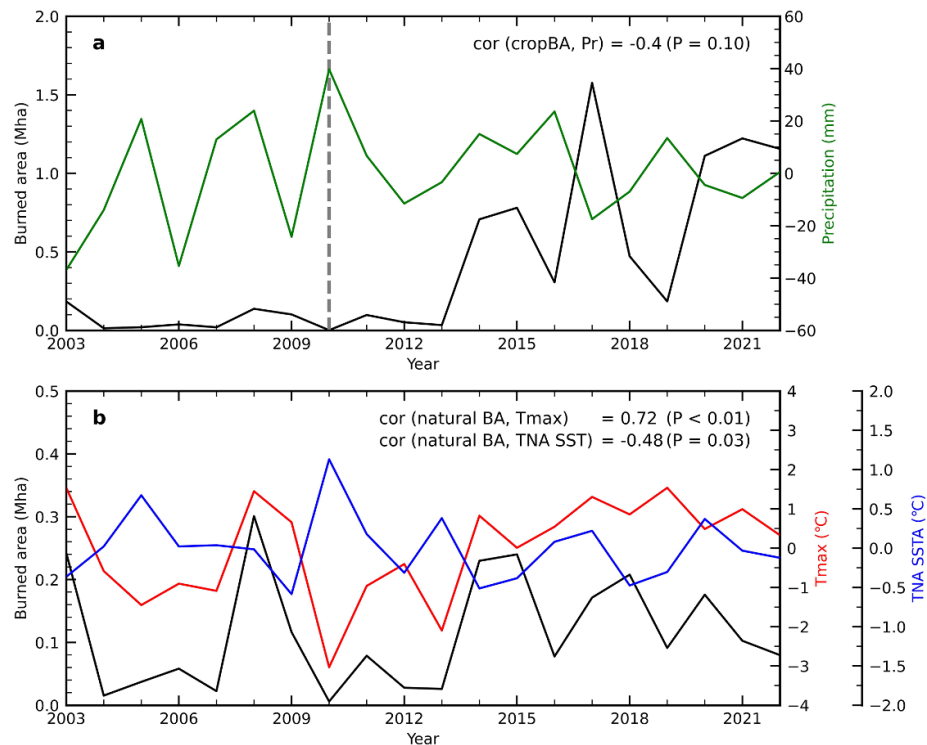 2.0
1.5
1.0
0.5
0.0
Burned area (Mha)
a
cor (cropBA, Pr) = -0.4 (P = 0.10)
60
40
20
0
−20
−40
−60
Precipitation (mm)
2003 2006 2009 2012 2015 2018 2021
Year
0.5
0.4
0.3
0.2
0.1
0.0
Burned area (Mha)
b
cor (natural BA, Tmax) = 0.72 (P < 0.01)
cor (natural BA, TNA SST) = -0.48 (P = 0.03)
4
3
2
1
0
−1
−2
−3
−4
Tmax (℃)
2.0
1.5
1.0
0.5
0.0
−0.5
−1.0
−1.5
−2.0
TNA SSTA (℃)
2003 2006 2009 2012 2015 2018 2021
Year